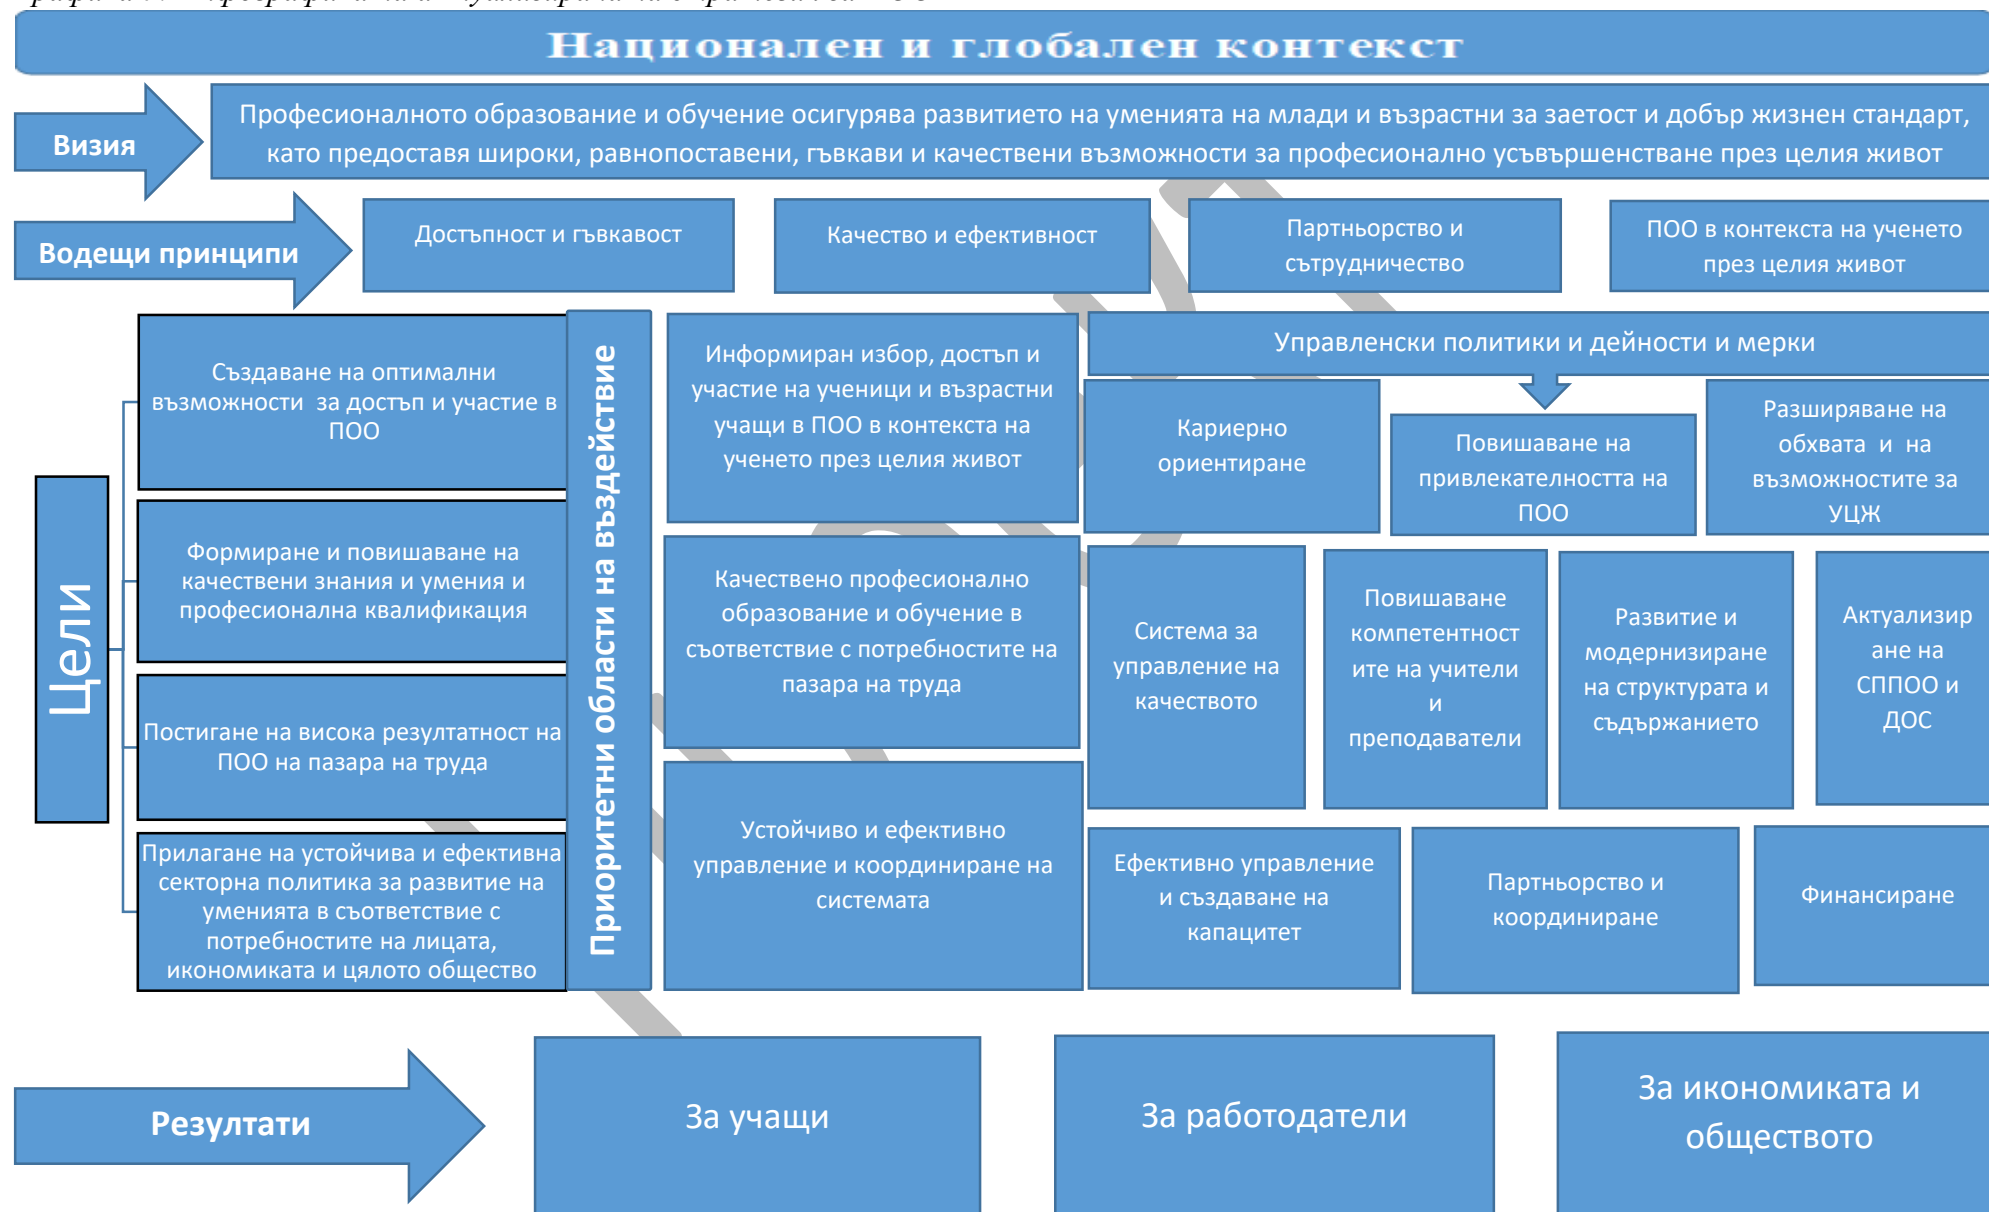 Национален и глобален контекст
Визия
Професионалното образование и обучение осигурява развитието на уменията на млади и възрастни за заетост и добър жизнен стандарт,
като предоставя широки, равнопоставени, гъвкави и качествени възможности за професионално усъвършенстване през целия живот
Водещи принципи
Достъпност и гъвкавост
Качество и ефективност
Партньорство и
сътрудничество
ПОО в контекста на ученето
през целия живот
Цели
Създаване на оптимални
възможности за достъп и участие в
ПОО
Формиране и повишаване на
качествени знания и умения и
професионална квалификация
Постигане на висока резултатност на
ПОО на пазара на труда
Прилагане на устойчива и ефективна
секторна политика за развитие на
уменията в съответствие с
потребностите на лицата,
икономиката и цялото общество
Приоритетни области на въздействие
Информиран избор, достъп и
участие на ученици и възрастни
учащи в ПОО в контекста на
ученето през целия живот
Качествено професионално
образование и обучение в
съответствие с потребностите на
пазара на труда
Устойчиво и ефективно
управление и координиране на
системата
Управленски политики и дейности и мерки
Кариерно
ориентиране
Повишаване на
привлекателността на
ПОО
Разширяване на
обхвата и на
възможностите за
УЦЖ
Система за
управление на
качеството
Повишаване
компетентност
ите на учители
и
преподаватели
Развитие и
модернизиране
на структурата и
съдържанието
Актуализир
ане на
СППОО и
ДОС
Ефективно управление
и създаване на
капацитет
Партньорство и
координиране
Финансиране
Резултати
За учащи
За работодатели
За икономиката и
обществото